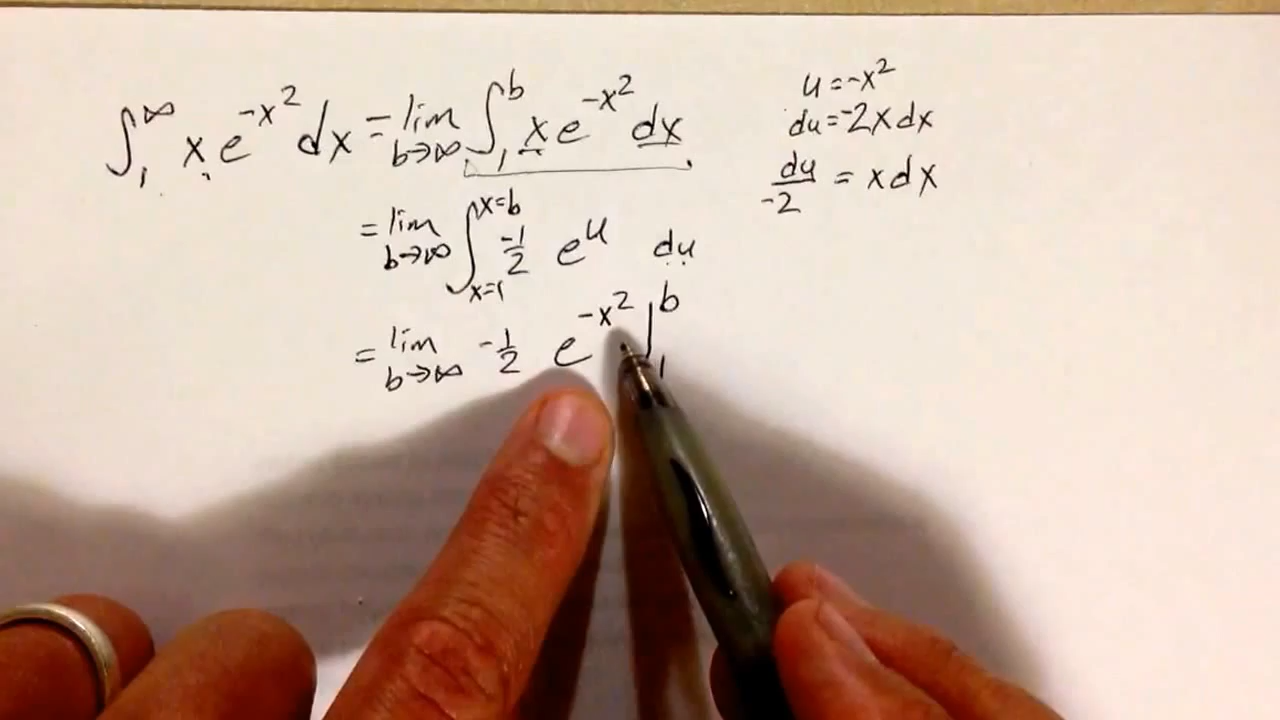 ∫₁^∞ x e^{-x²} dx = lim_{b→∞} ∫₁^b x e^{-x²} dx
= lim_{b→∞} ∫_{x=1}^{x=b} -1/2 e^u du
= lim_{b→∞} -1/2 e^{-x²} |₁^b
u = -x²
du = -2x dx
du/-2 = x dx